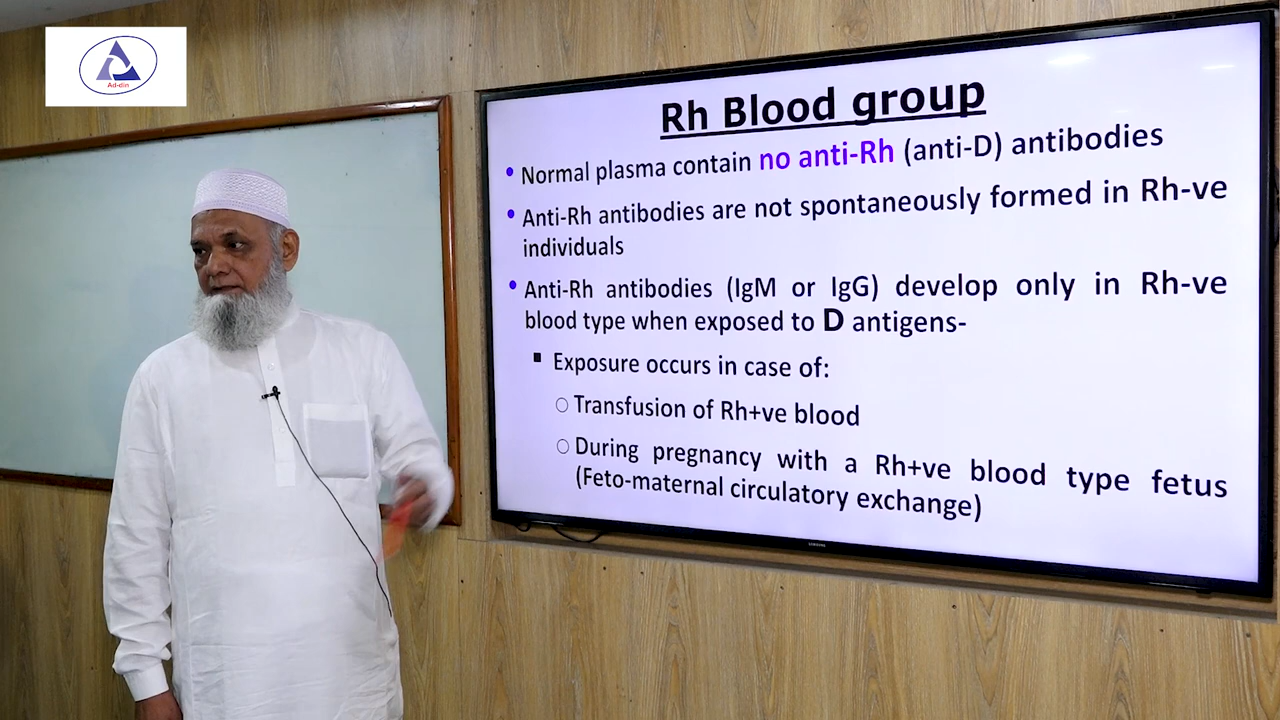 Ad-din
Rh Blood group
• Normal plasma contain no anti-Rh (anti-D) antibodies
• Anti-Rh antibodies are not spontaneously formed in Rh-ve
individuals
• Anti-Rh antibodies (IgM or IgG) develop only in Rh-ve
blood type when exposed to D antigens-
▪ Exposure occurs in case of:
○ Transfusion of Rh+ve blood
○ During pregnancy with a Rh+ve blood type fetus
(Feto-maternal circulatory exchange)
SAMSUNG